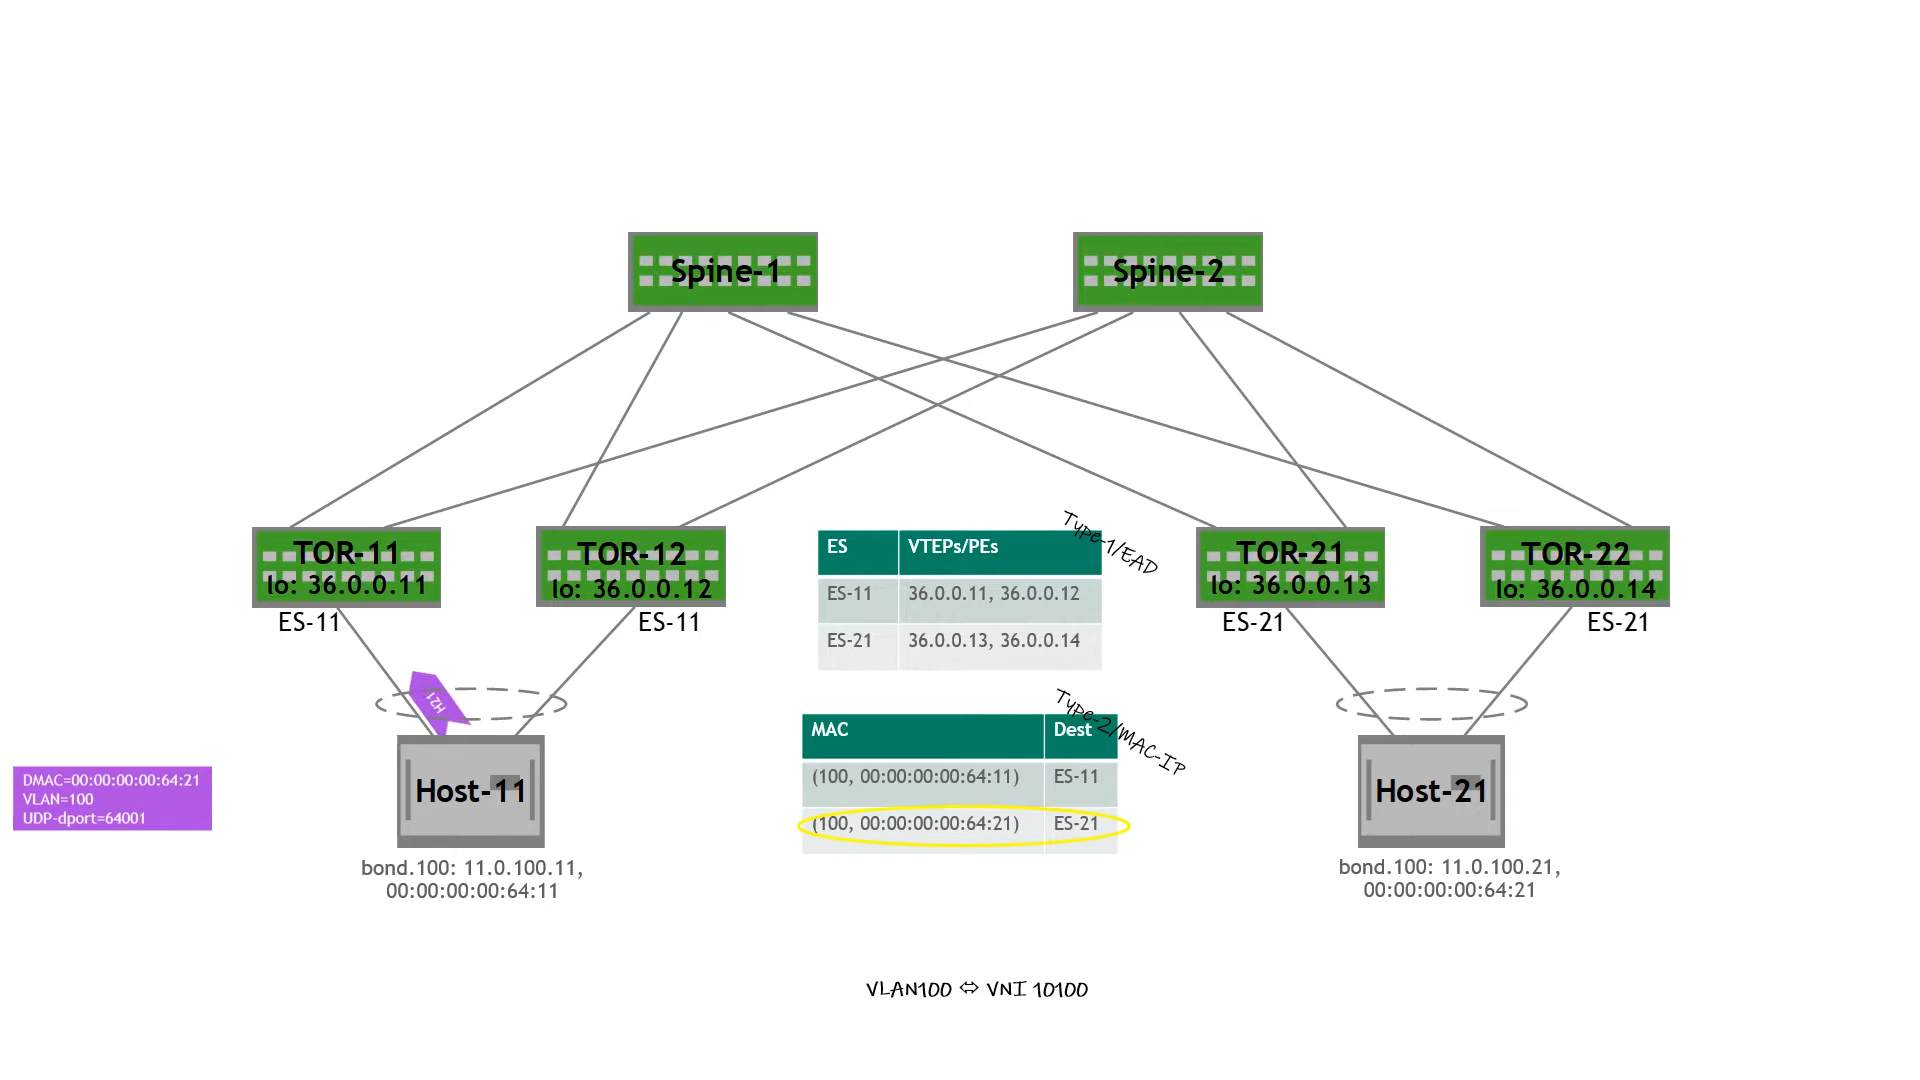 Spine-1
Spine-2
TOR-11
lo: 36.0.0.11
TOR-12
lo: 36.0.0.12
TOR-21
lo: 36.0.0.13
TOR-22
lo: 36.0.0.14
ES-11
ES-11
ES-21
ES-21
Type-1/EAD
ES VTEPs/PEs
ES-11 36.0.0.11, 36.0.0.12
ES-21 36.0.0.13, 36.0.0.14
H21
Type-2/MAC-IP
MAC Dest
(100, 00:00:00:00:64:11) ES-11
(100, 00:00:00:00:64:21) ES-21
DMAC=00:00:00:00:64:21
VLAN=100
UDP-dport=64001
Host-11
bond.100: 11.0.100.11,
00:00:00:00:64:11
Host-21
bond.100: 11.0.100.21,
00:00:00:00:64:21
VLAN100 ⇔ VNI 10100